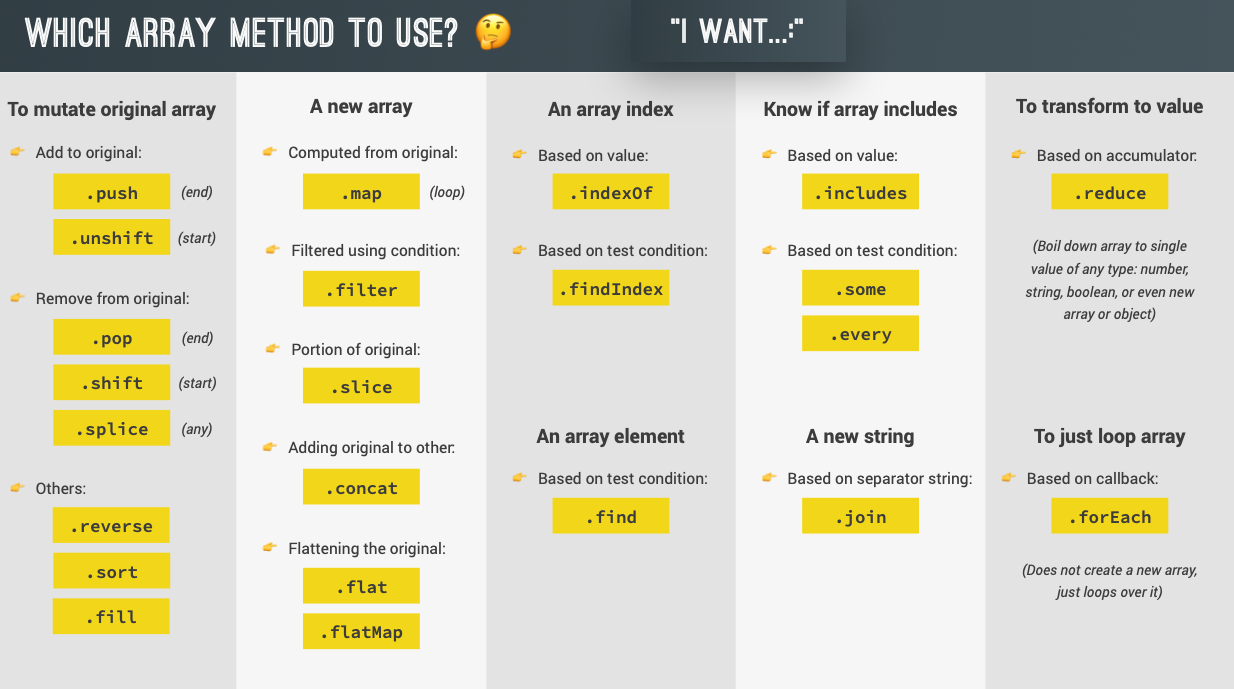 WHICH ARRAY METHOD TO USE?
"I WANT...:"
To mutate original array
Add to original:
.push (end)
.unshift (start)
Remove from original:
.pop (end)
.shift (start)
.splice (any)
Others:
.reverse
.sort
.fill
A new array
Computed from original:
.map (loop)
Filtered using condition:
.filter
Portion of original:
.slice
Adding original to other:
.concat
Flattening the original:
.flat
.flatMap
An array index
Based on value:
.indexOf
Based on test condition:
.findIndex
An array element
Based on test condition:
.find
Know if array includes
Based on value:
.includes
Based on test condition:
.some
.every
A new string
Based on separator string:
.join
To transform to value
Based on accumulator:
.reduce
(Boil down array to single
value of any type: number,
string, boolean, or even new
array or object)
To just loop array
Based on callback:
.forEach
(Does not create a new array,
just loops over it)